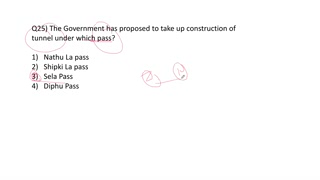 Q25) The Government has proposed to take up construction of
tunnel under which pass?
1) Nathu La pass
2) Shipki La pass
3) Sela Pass
4) Diphu Pass